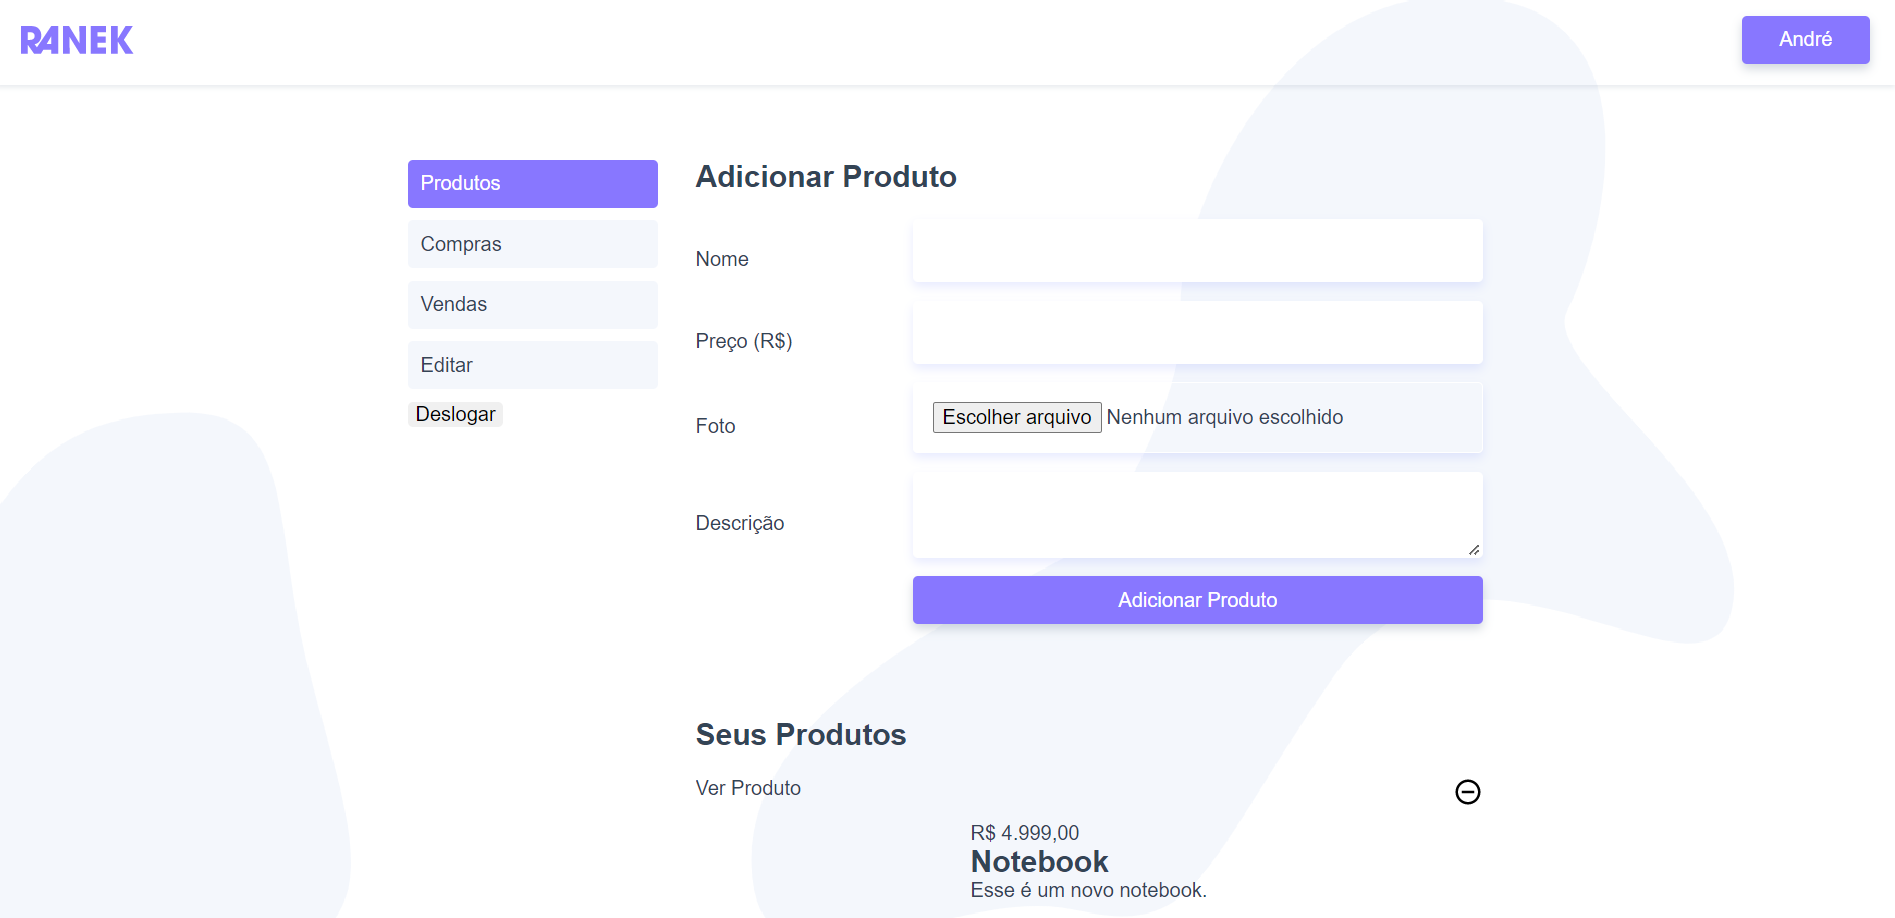 RANEK
André
Produtos
Compras
Vendas
Editar
Deslogar
Adicionar Produto
Nome
Preço (R$)
Foto
Escolher arquivo Nenhum arquivo escolhido
Descrição
Adicionar Produto
Seus Produtos
Ver Produto
R$ 4.999,00
Notebook
Esse é um novo notebook.